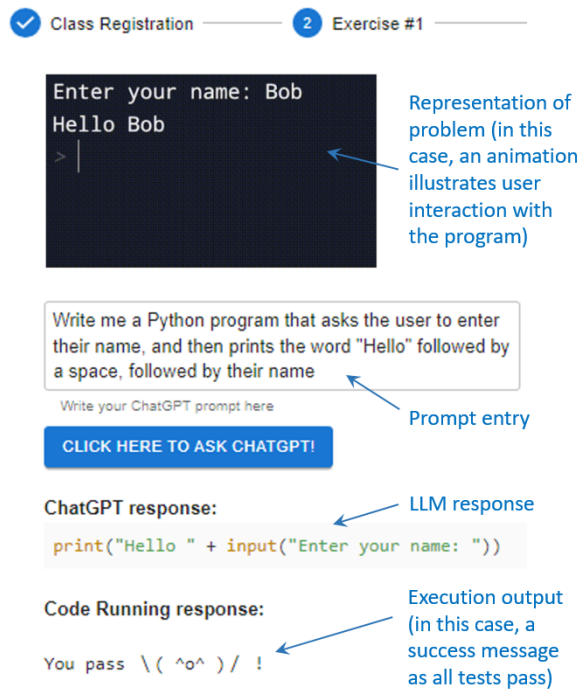 Class Registration
2
Exercise #1
Enter your name: Bob
Hello Bob
>
Representation of
problem (in this
case, an animation
illustrates user
interaction with
the program)
Write me a Python program that asks the user to enter
their name, and then prints the word "Hello" followed by
a space, followed by their name
Write your ChatGPT prompt here
Prompt entry
CLICK HERE TO ASK CHATGPT!
ChatGPT response:
LLM response
print("Hello " + input("Enter your name: "))
Code Running response:
Execution output
(in this case, a
success message
as all tests pass)
You pass \( ^o^ )/ !